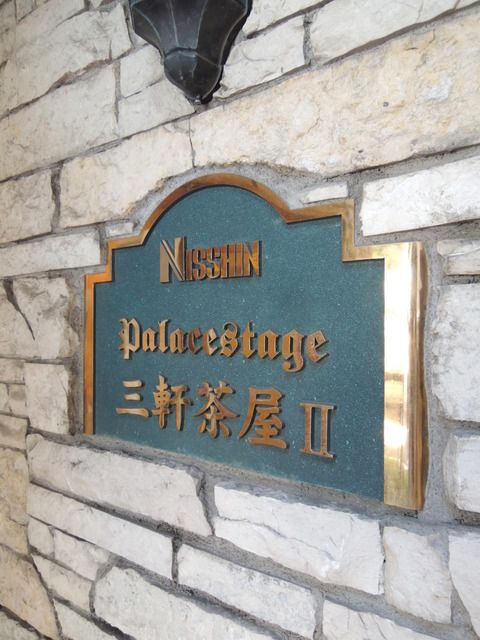 NISSHIN
Palacestage
三軒茶屋 II